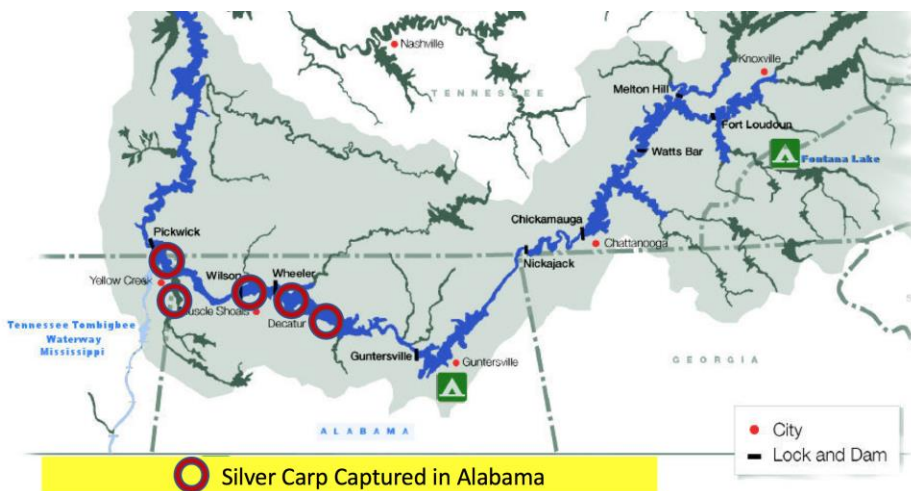 Nashville
Knoxville
TENNESSEE
Melton Hill
Fort Loudoun
Watts Bar
Fontana Lake
Chickamauga
Pickwick
Chattanooga
Nickajack
Yellow Creek
Wilson
Wheeler
uscle Shoals
Decatur
Tennessee Tombigbee
Waterway
Mississippi
Guntersville
Guntersville
GEORGIA
ALABAMA
City
Lock and Dam
Silver Carp Captured in Alabama